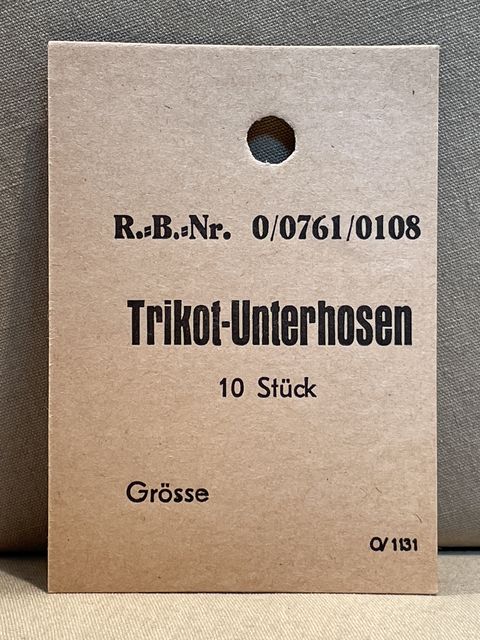 R.=B.=Nr. 0/0761/0108
Trikot-Unterhosen
10 Stück
Grösse
O/1131